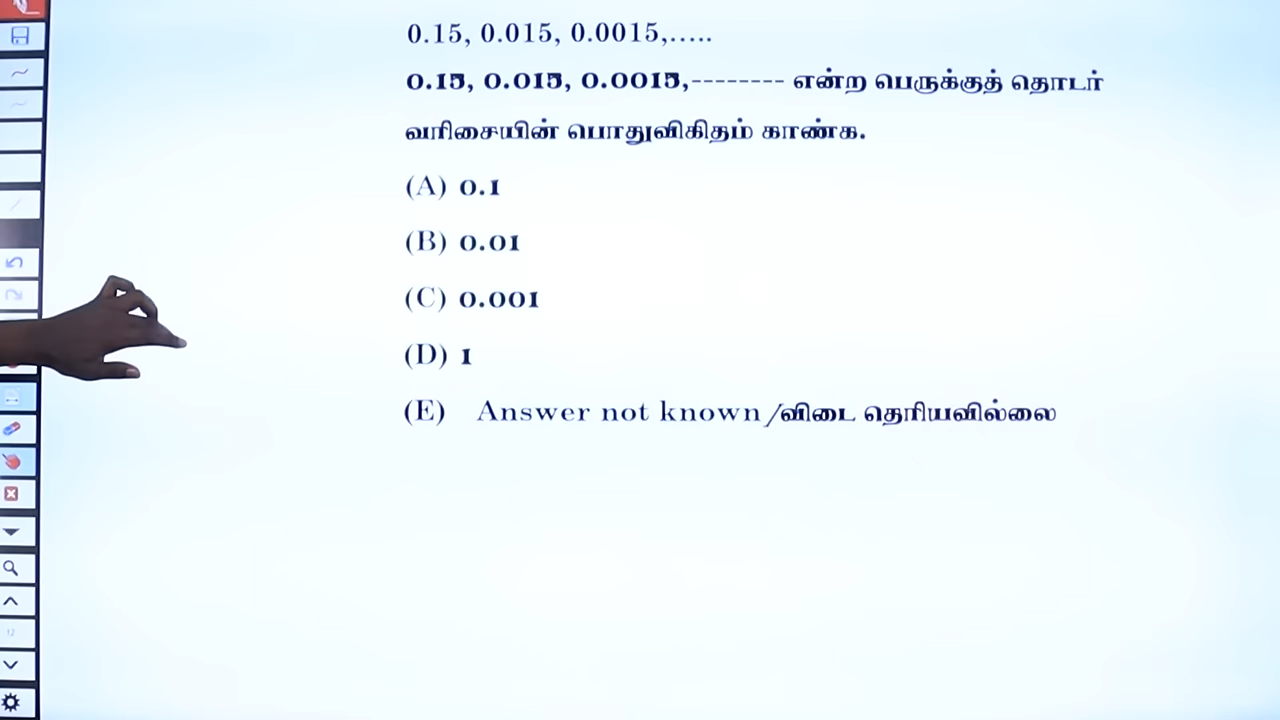 0.15, 0.015, 0.0015,.....
0.15, 0.015, 0.0015,-------- என்ற பெருக்குத் தொடர்
வரிசையின் பொதுவிகிதம் காண்க.
(A) 0.1
(B) 0.01
(C) 0.001
(D) 1
(E) Answer not known/விடை தெரியவில்லை
12